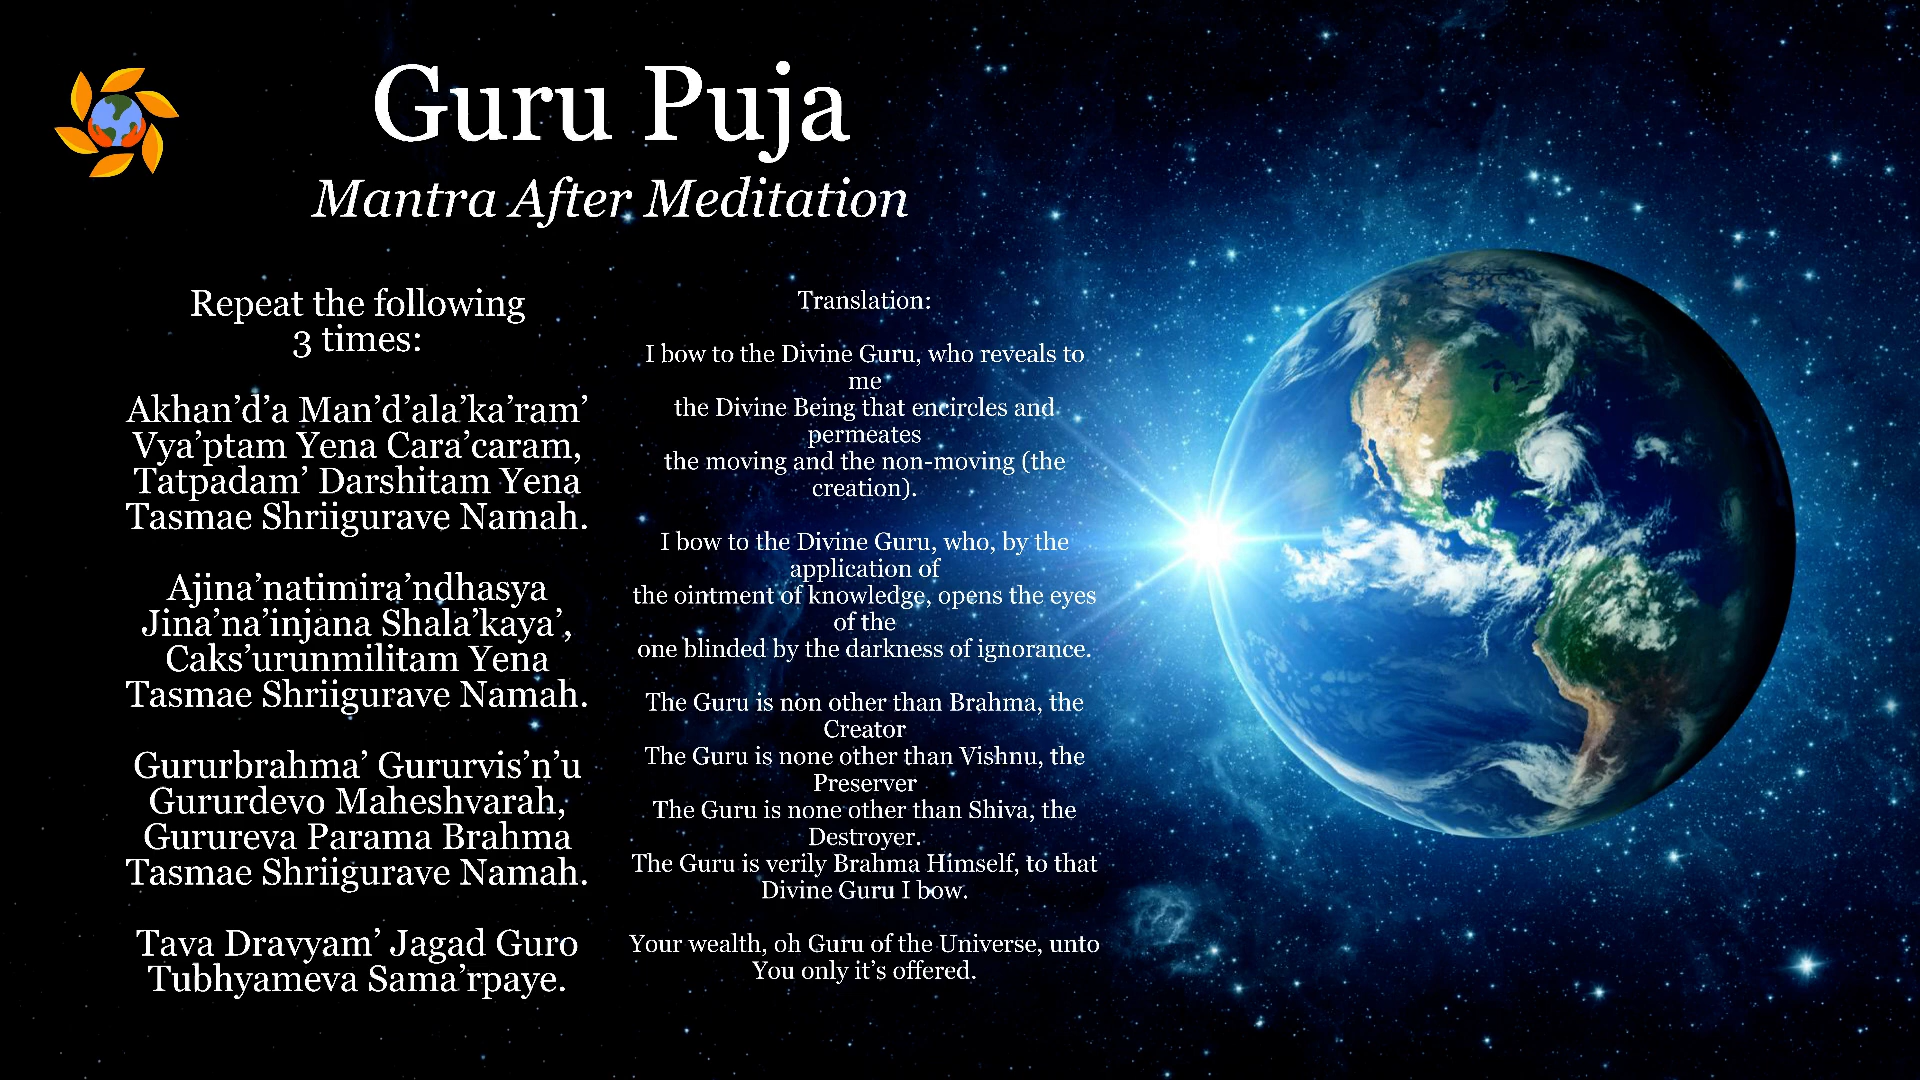 Guru Puja
Mantra After Meditation
Repeat the following
3 times:
Akhan’d’a Man’d’ala’ka’ram’
Vya’ptam Yena Cara’caram,
Tatpadam’ Darshitam Yena
Tasmae Shriigurave Namah.
Ajina’natimira’ndhasya
Jina’na’injana Shala’kaya’,
Caks’urunmilitam Yena
Tasmae Shriigurave Namah.
Gururbrahma’ Gururvis’n’u
Gururdevo Maheshvarah,
Gurureva Parama Brahma
Tasmae Shriigurave Namah.
Tava Dravyam’ Jagad Guro
Tubhyameva Sama’rpaye.
Translation:
I bow to the Divine Guru, who reveals to
me
the Divine Being that encircles and
permeates
the moving and the non-moving (the
creation).
I bow to the Divine Guru, who, by the
application of
the ointment of knowledge, opens the eyes
of the
one blinded by the darkness of ignorance.
The Guru is non other than Brahma, the
Creator
The Guru is none other than Vishnu, the
Preserver
The Guru is none other than Shiva, the
Destroyer.
The Guru is verily Brahma Himself, to that
Divine Guru I bow.
Your wealth, oh Guru of the Universe, unto
You only it’s offered.